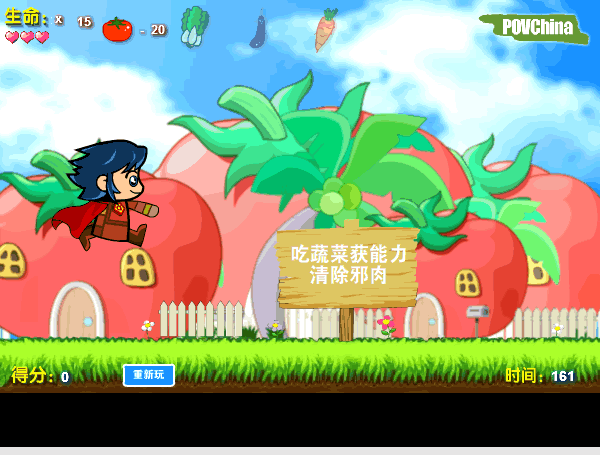 生命: x 15
- 20
POVChina
吃蔬菜获能力
清除邪肉
得分: 0
重新玩
时间: 161